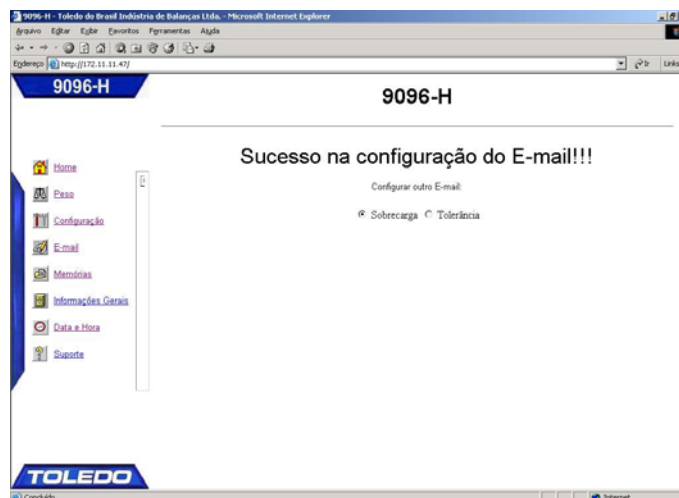 9096-H - Toledo do Brasil Indústria de Balanças Ltda. - Microsoft Internet Explorer
Arquivo Editar Exibir Favoritos Ferramentas Ajuda
Endereço http://172.11.11.47/ Ir Links
9096-H
9096-H
Sucesso na configuração do E-mail!!!
Configurar outro E-mail:
Sobrecarga Tolerância
Home
Peso
Configuração
E-mail
Memórias
Informações Gerais
Data e Hora
Suporte
TOLEDO
Concluído Internet